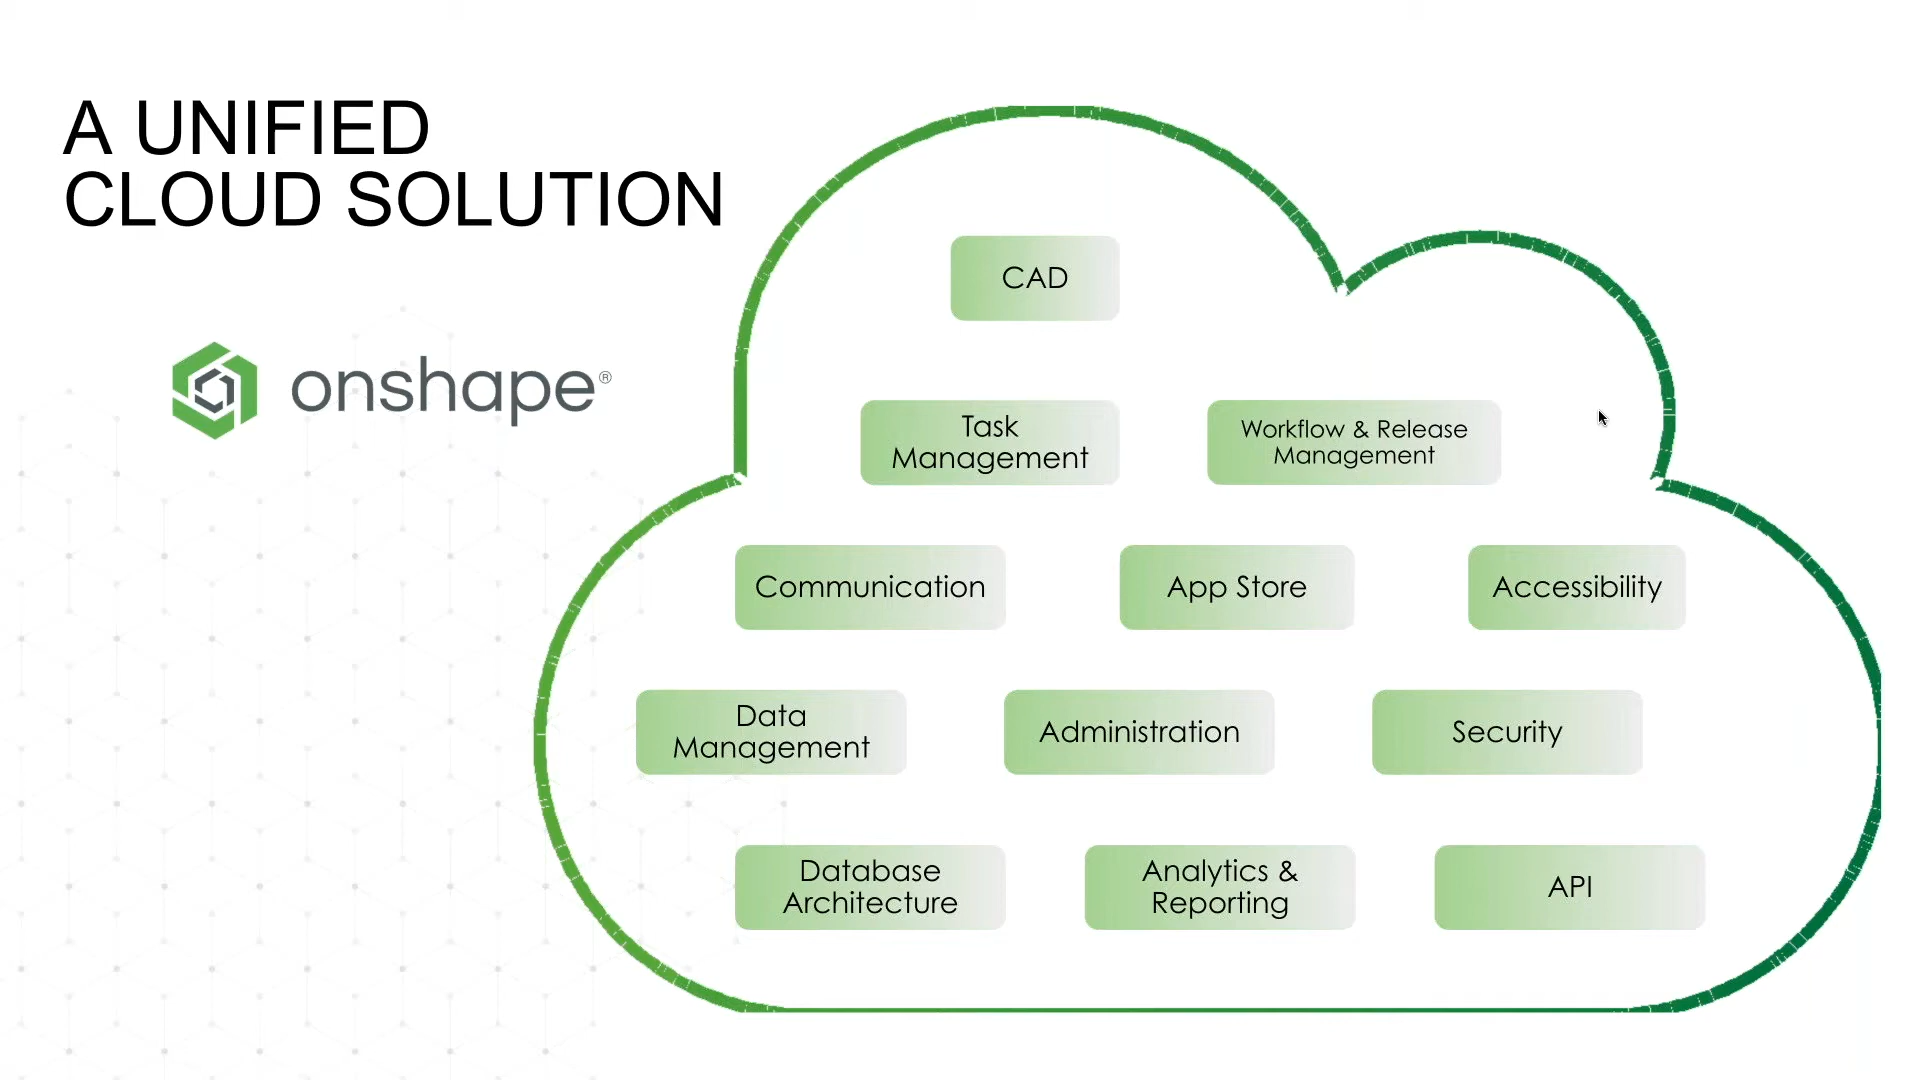 A UNIFIED
CLOUD SOLUTION
onshape®
CAD
Task
Management
Workflow & Release
Management
Communication
App Store
Accessibility
Data
Management
Administration
Security
Database
Architecture
Analytics &
Reporting
API